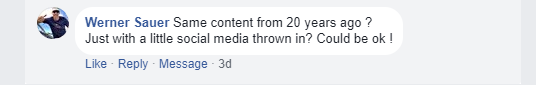 Werner Sauer Same content from 20 years ago ?
Just with a little social media thrown in? Could be ok !
Like · Reply · Message · 3d